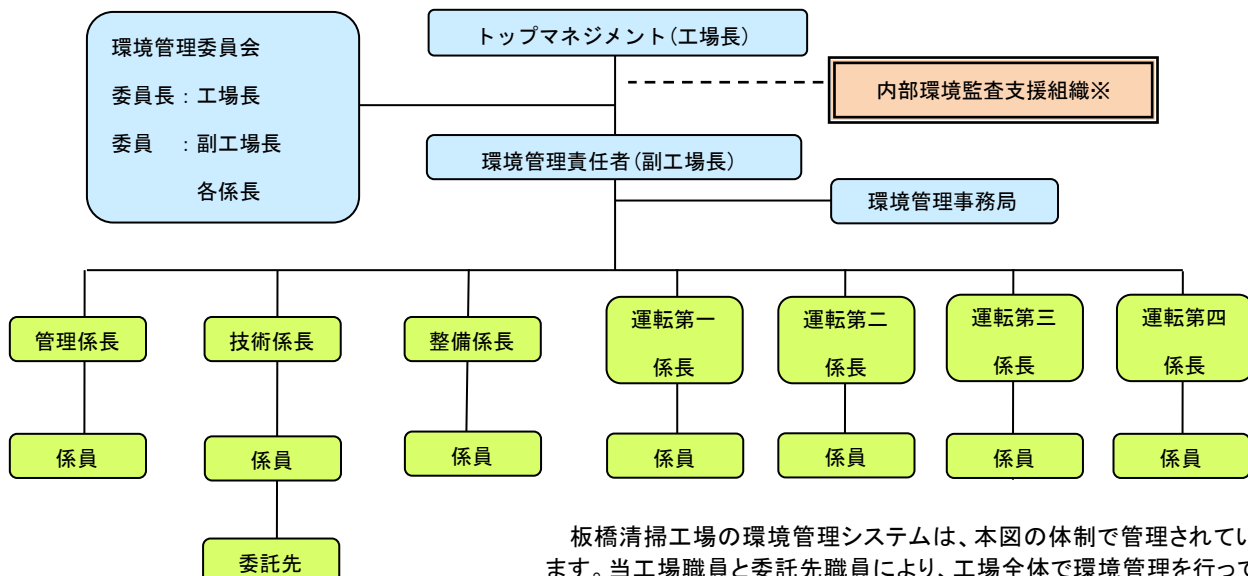 環境管理委員会
委員長：工場長
委員　：副工場長
各係長
トップマネジメント（工場長）
内部環境監査支援組織※
環境管理責任者（副工場長）
環境管理事務局
管理係長
技術係長
整備係長
運転第一
係長
運転第二
係長
運転第三
係長
運転第四
係長
係員
係員
係員
係員
係員
係員
係員
委託先
板橋清掃工場の環境管理システムは、本図の体制で管理されてい
ます。当工場職員と委託先職員により、工場全体で環境管理を行って